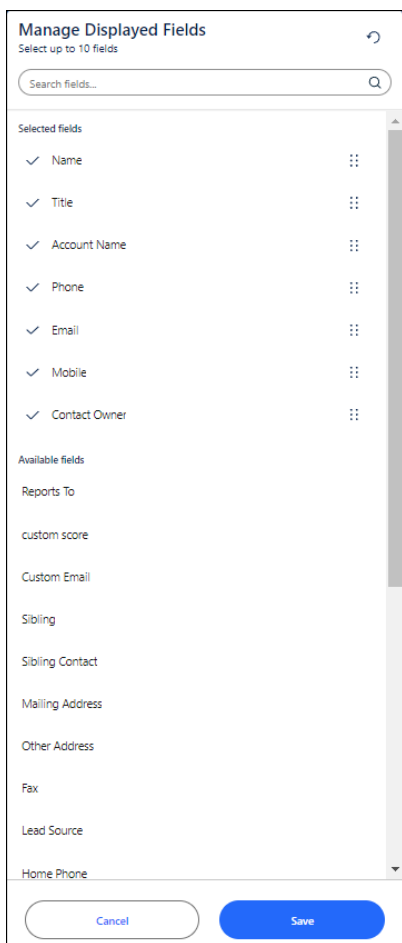 Manage Displayed Fields
Select up to 10 fields
Search fields...
Selected fields
Name
Title
Account Name
Phone
Email
Mobile
Contact Owner
Available fields
Reports To
custom score
Custom Email
Sibling
Sibling Contact
Mailing Address
Other Address
Fax
Lead Source
Home Phone
Cancel
Save